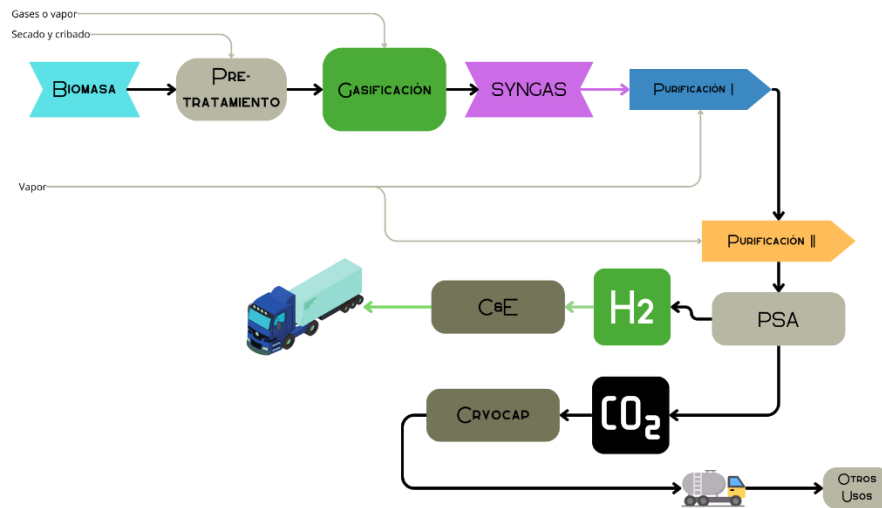 Gases o vapor
Secado y cribado
Biomasa
Pre-
tratamiento
Gasificación
SYNGAS
Purificación I
Vapor
Purificación II
C&E
H2
PSA
Cryocap
CO2
Otros
Usos